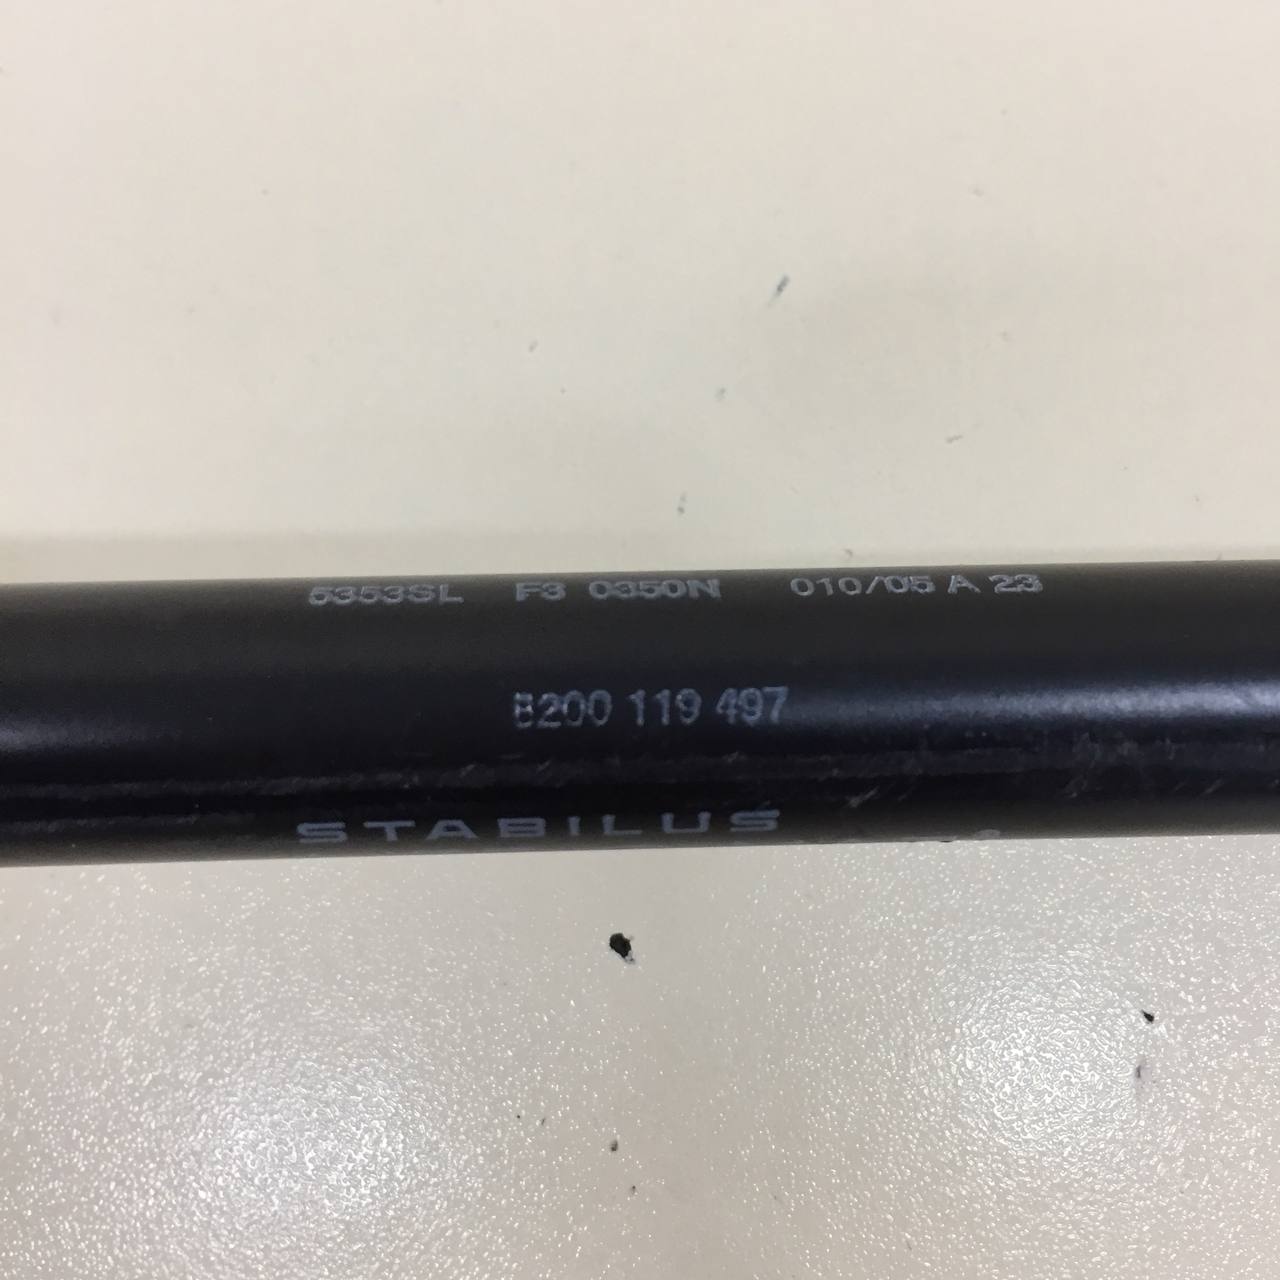 5353SL F3 0350N 010/05 A 23
8200 119 497
STABILUS